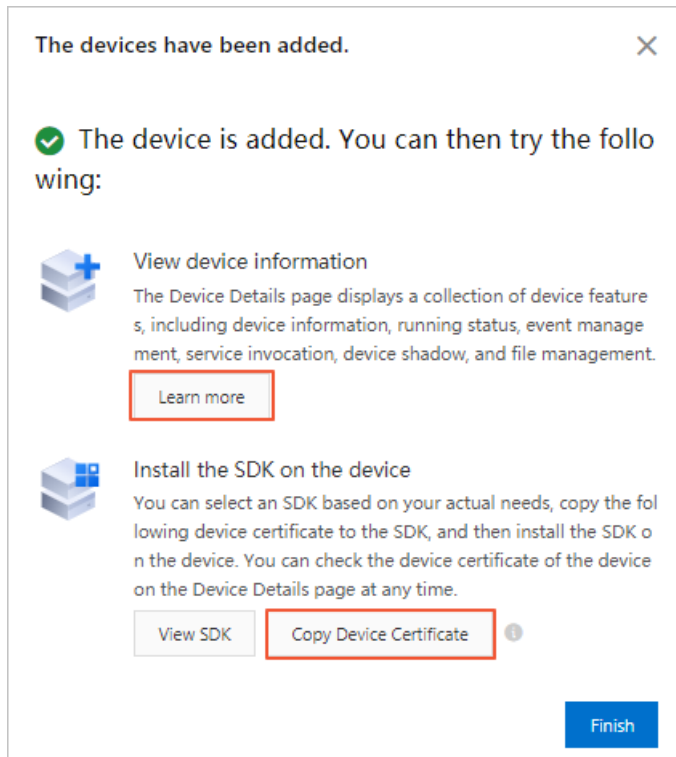 The devices have been added.
The device is added. You can then try the follo
wing:
View device information
The Device Details page displays a collection of device feature
s, including device information, running status, event manage
ment, service invocation, device shadow, and file management.
Learn more
Install the SDK on the device
You can select an SDK based on your actual needs, copy the fol
lowing device certificate to the SDK, and then install the SDK o
n the device. You can check the device certificate of the device
on the Device Details page at any time.
View SDK Copy Device Certificate
Finish